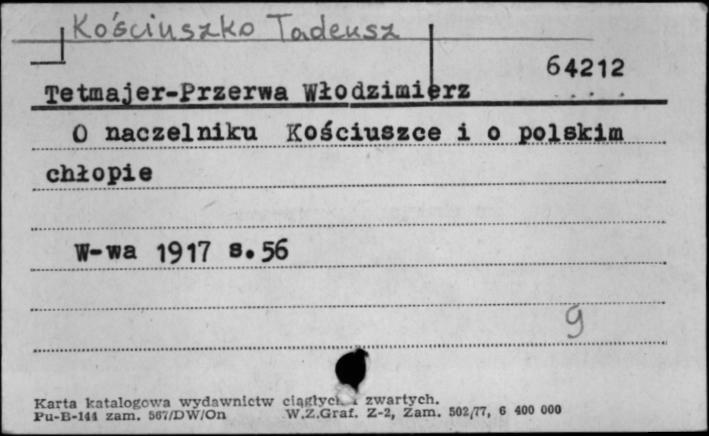 Kościuszko Tadeusz
64212
Tetmajer-Przerwa Włodzimierz
O naczelniku Kościuszce i o polskim
chłopie
W-wa 1917 s.56
g
Karta katalogowa wydawnictw ciągłych i zwartych.
Pu-B-144 zam. 567/DW/On W.Z.Graf. Z-2, Zam. 502/77, 6 400 000